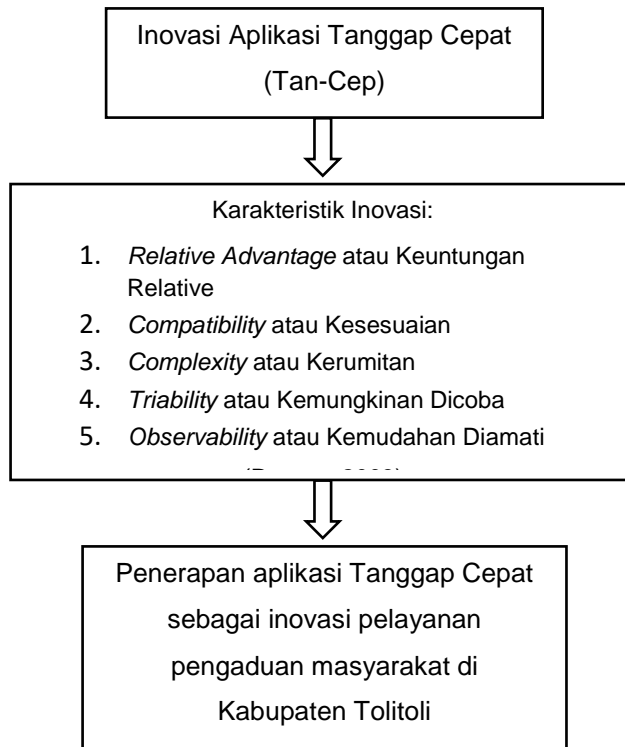 Inovasi Aplikasi Tanggap Cepat
(Tan-Cep)
Karakteristik Inovasi:
1. Relative Advantage atau Keuntungan
Relative
2. Compatibility atau Kesesuaian
3. Complexity atau Kerumitan
4. Triability atau Kemungkinan Dicoba
5. Observability atau Kemudahan Diamati
Penerapan aplikasi Tanggap Cepat
sebagai inovasi pelayanan
pengaduan masyarakat di
Kabupaten Tolitoli